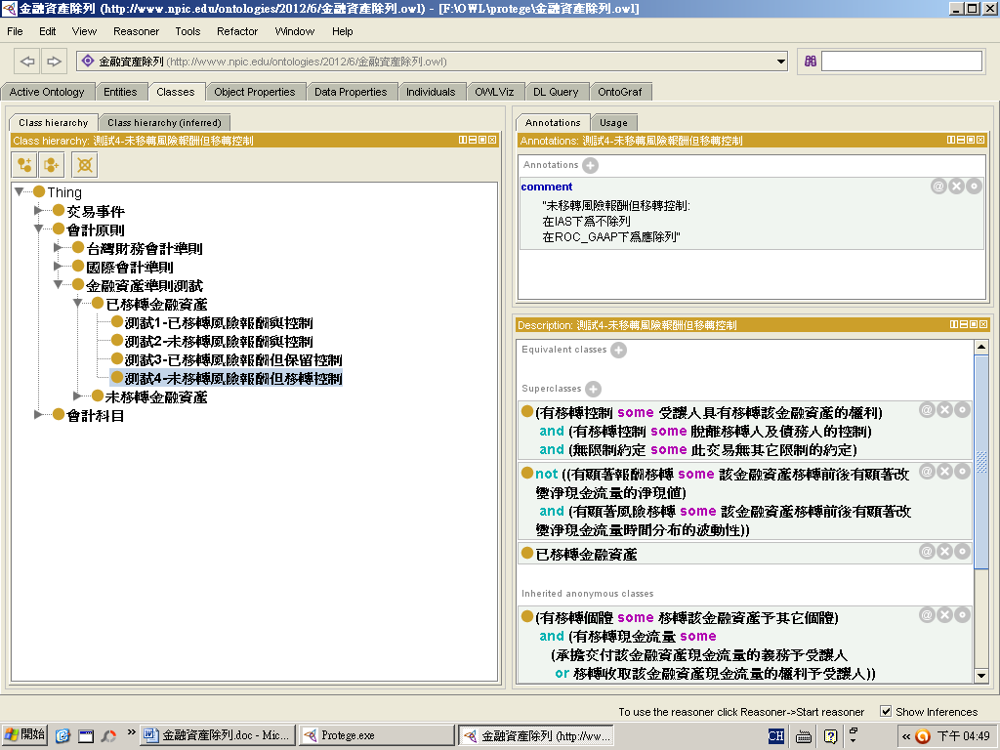 金融資產除列 (http://www.npic.edu/ontologies/2012/6/金融資產除列.owl) - [F:\OWL\protege\金融資產除列.owl]
File Edit View Reasoner Tools Refactor Window Help
金融資產除列 (http://www.npic.edu/ontologies/2012/6/金融資產除列.owl)
Active Ontology Entities Classes Object Properties Data Properties Individuals OWLViz DL Query OntoGraf
Class hierarchy Class hierarchy (inferred)
Class hierarchy: 測試4-未移轉風險報酬但移轉控制
Thing
交易事件
會計原則
台灣財務會計準則
國際會計準則
金融資產準則測試
已移轉金融資產
測試1-已移轉風險報酬與控制
測試2-未移轉風險報酬與控制
測試3-已移轉風險報酬但保留控制
測試4-未移轉風險報酬但移轉控制
未移轉金融資產
會計科目
Annotations Usage
Annotations: 測試4-未移轉風險報酬但移轉控制
Annotations
comment
"未移轉風險報酬但移轉控制:
在IAS下為不除列
在ROC_GAAP下為應除列"
Description: 測試4-未移轉風險報酬但移轉控制
Equivalent classes
Superclasses
(有移轉控制 some 受讓人具有移轉該金融資產的權利)
and (有移轉控制 some 脫離移轉人及債務人的控制)
and (無限制約定 some 此交易無其它限制的約定)
not ((有顯著報酬移轉 some 該金融資產移轉前後有顯著改
變淨現金流量的淨現值)
and (有顯著風險移轉 some 該金融資產移轉前後有顯著改
變淨現金流量時間分布的波動性))
已移轉金融資產
Inherited anonymous classes
(有移轉個體 some 移轉該金融資產予其它個體)
and (有移轉現金流量 some
(承擔交付該金融資產現金流量的義務予受讓人
or 移轉收取該金融資產現金流量的權利予受讓人))
To use the reasoner click Reasoner->Start reasoner Show Inferences
開始 » 金融資產除列.doc - Mic... Protege.exe 金融資產除列 (http://ww... CH « 下午 04:49